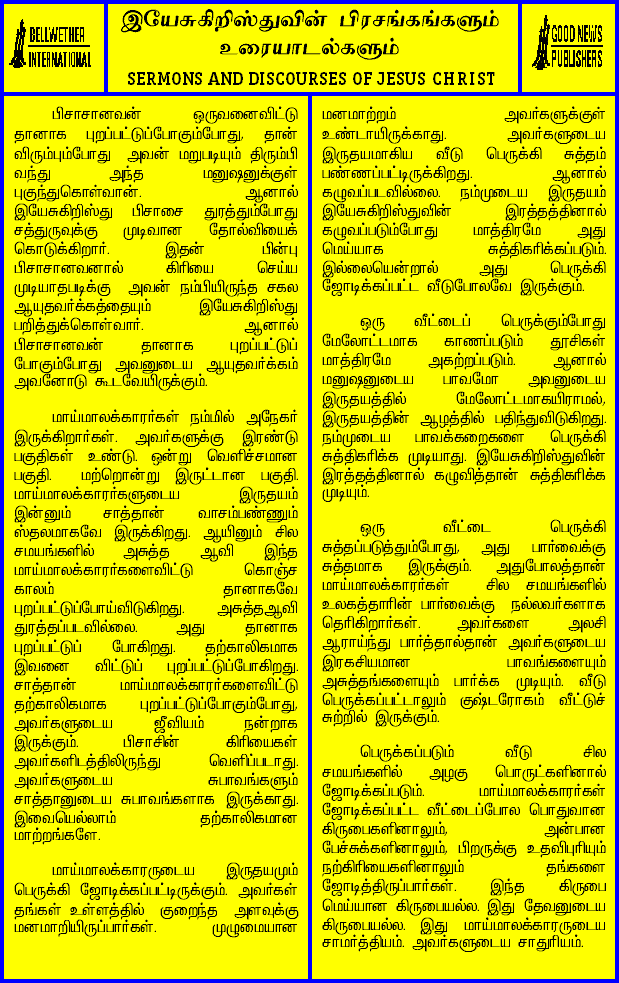 BELLWETHER
INTERNATIONAL
இயேசுகிறிஸ்துவின் பிரசங்கங்களும்
உரையாடல்களும்
SERMONS AND DISCOURSES OF JESUS CHRIST
GOOD NEWS
PUBLISHERS
பிசாசானவன் ஒருவனைவிட்டு
தானாக புறப்பட்டுப்போகும்போது, தான்
விரும்பும்போது அவன் மறுபடியும் திரும்பி
வந்து அந்த மனுஷனுக்குள்
புகுந்துகொள்வான். ஆனால்
இயேசுகிறிஸ்து பிசாசை துரத்தும்போது
சத்துருவுக்கு முடிவான தோல்வியைக்
கொடுக்கிறார். இதன் பின்பு
பிசாசானவனால் கிரியை செய்ய
முடியாதபடிக்கு அவன் நம்பியிருந்த சகல
ஆயுதவர்க்கத்தையும் இயேசுகிறிஸ்து
பறித்துக்கொள்வார். ஆனால்
பிசாசானவன் தானாக புறப்பட்டுப்
போகும்போது அவனுடைய ஆயுதவர்க்கம்
அவனோடு கூடவேயிருக்கும்.
மாய்மாலக்காரர்கள் நம்மில் அநேகர்
இருக்கிறார்கள். அவர்களுக்கு இரண்டு
பகுதிகள் உண்டு. ஒன்று வெளிச்சமான
பகுதி. மற்றொன்று இருட்டான பகுதி.
மாய்மாலக்காரர்களுடைய இருதயம்
இன்னும் சாத்தான் வாசம்பண்ணும்
ஸ்தலமாகவே இருக்கிறது. ஆயினும் சில
சமயங்களில் அசுத்த ஆவி இந்த
மாய்மாலக்காரர்களைவிட்டு கொஞ்ச
காலம் தானாகவே
புறப்பட்டுப்போய்விடுகிறது. அசுத்தஆவி
துரத்தப்படவில்லை. அது தானாக
புறப்பட்டுப் போகிறது. தற்காலிகமாக
இவனை விட்டுப் புறப்பட்டுப்போகிறது.
சாத்தான் மாய்மாலக்காரர்களைவிட்டு
தற்காலிகமாக புறப்பட்டுப்போகும்போது,
அவர்களுடைய ஜீவியம் நன்றாக
இருக்கும். பிசாசின் கிரியைகள்
அவர்களிடத்திலிருந்து வெளிப்படாது.
அவர்களுடைய சுபாவங்களும்
சாத்தானுடைய சுபாவங்களாக இருக்காது.
இவையெல்லாம் தற்காலிகமான
மாற்றங்களே.
மாய்மாலக்காரருடைய இருதயமும்
பெருக்கி ஜோடிக்கப்பட்டிருக்கும். அவர்கள்
தங்கள் உள்ளத்தில் குறைந்த அளவுக்கு
மனமாறியிருப்பார்கள். முழுமையான
மனமாற்றம் அவர்களுக்குள்
உண்டாயிருக்காது. அவர்களுடைய
இருதயமாகிய வீடு பெருக்கி சுத்தம்
பண்ணப்பட்டிருக்கிறது. ஆனால்
கழுவப்படவில்லை. நம்முடைய இருதயம்
இயேசுகிறிஸ்துவின் இரத்தத்தினால்
கழுவப்படும்போது மாத்திரமே அது
மெய்யாக சுத்திகரிக்கப்படும்.
இல்லையென்றால் அது பெருக்கி
ஜோடிக்கப்பட்ட வீடுபோலவே இருக்கும்.
ஒரு வீட்டைப் பெருக்கும்போது
மேலோட்டமாக காணப்படும் தூசிகள்
மாத்திரமே அகற்றப்படும். ஆனால்
மனுஷனுடைய பாவமோ அவனுடைய
இருதயத்தில் மேலோட்டமாகயிராமல்,
இருதயத்தின் ஆழத்தில் பதிந்துவிடுகிறது.
நம்முடைய பாவக்கறைகளை பெருக்கி
சுத்திகரிக்க முடியாது. இயேசுகிறிஸ்துவின்
இரத்தத்தினால் கழுவித்தான் சுத்திகரிக்க
முடியும்.
ஒரு வீட்டை பெருக்கி
சுத்தப்படுத்தும்போது, அது பார்வைக்கு
சுத்தமாக இருக்கும். அதுபோலத்தான்
மாய்மாலக்காரர்கள் சில சமயங்களில்
உலகத்தாரின் பார்வைக்கு நல்லவர்களாக
தெரிகிறார்கள். அவர்களை அலசி
ஆராய்ந்து பார்த்தால்தான் அவர்களுடைய
இரகசியமான பாவங்களையும்
அசுத்தங்களையும் பார்க்க முடியும். வீடு
பெருக்கப்பட்டாலும் குஷ்டரோகம் வீட்டுச்
சுற்றில் இருக்கும்.
பெருக்கப்படும் வீடு சில
சமயங்களில் அழகு பொருட்களினால்
ஜோடிக்கப்படும். மாய்மாலக்காரர்கள்
ஜோடிக்கப்பட்ட வீட்டைப்போல பொதுவான
கிருபைகளினாலும், அன்பான
பேச்சுக்களினாலும், பிறருக்கு உதவிபுரியும்
நற்கிரியைகளினாலும் தங்களை
ஜோடித்திருப்பார்கள். இந்த கிருபை
மெய்யான கிருபையல்ல. இது தேவனுடைய
கிருபையல்ல. இது மாய்மாலக்காரருடைய
சாமர்த்தியம். அவர்களுடைய சாதுரியம்.